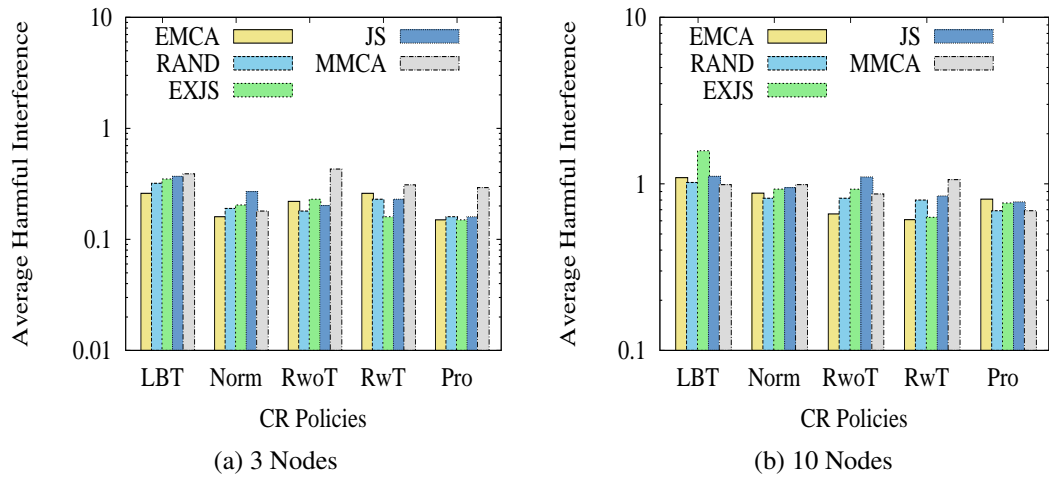 Average Harmful Interference
10
1
0.1
0.01
EMCA
RAND
EXJS
JS
MMCA
LBT Norm RwoT RwT Pro
CR Policies
(a) 3 Nodes
Average Harmful Interference
10
1
0.1
EMCA
RAND
EXJS
JS
MMCA
LBT Norm RwoT RwT Pro
CR Policies
(b) 10 Nodes